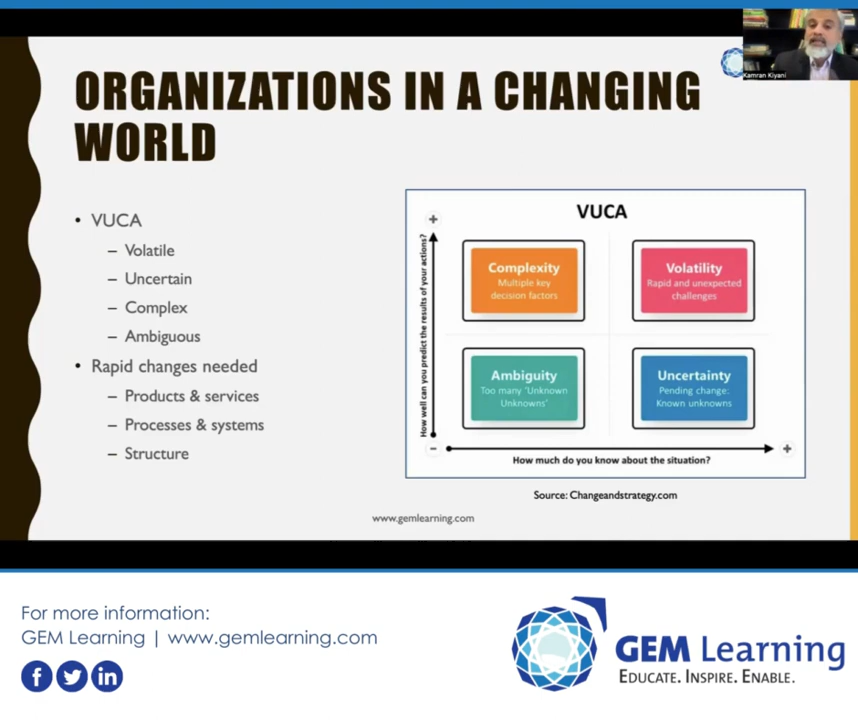 Kamran Kiyani
ORGANIZATIONS IN A CHANGING
WORLD
• VUCA
– Volatile
– Uncertain
– Complex
– Ambiguous
• Rapid changes needed
– Products & services
– Processes & systems
– Structure
VUCA
+
How well can you predict the results of your actions?
Complexity
Multiple key
decision factors
Volatility
Rapid and unexpected
challenges
Ambiguity
Too many 'Unknown
Unknowns'
Uncertainty
Pending change:
Known unknowns
–
+
How much do you know about the situation?
Source: Changeandstrategy.com
www.gemlearning.com
For more information:
GEM Learning | www.gemlearning.com
f
in
GEM Learning
EDUCATE. INSPIRE. ENABLE.